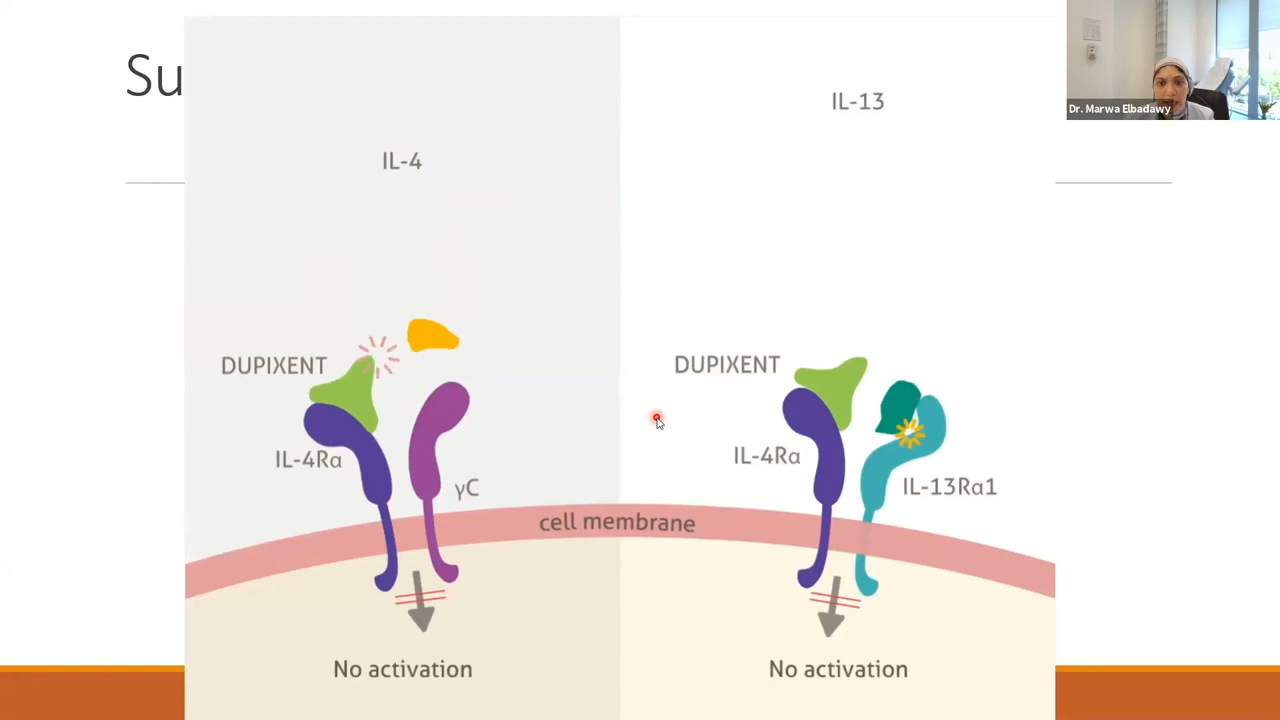 Su
IL-4
IL-13
Dr. Marwa Elbadawy
DUPIXENT
IL-4Rα
γC
DUPIXENT
IL-4Rα
IL-13Rα1
cell membrane
No activation
No activation